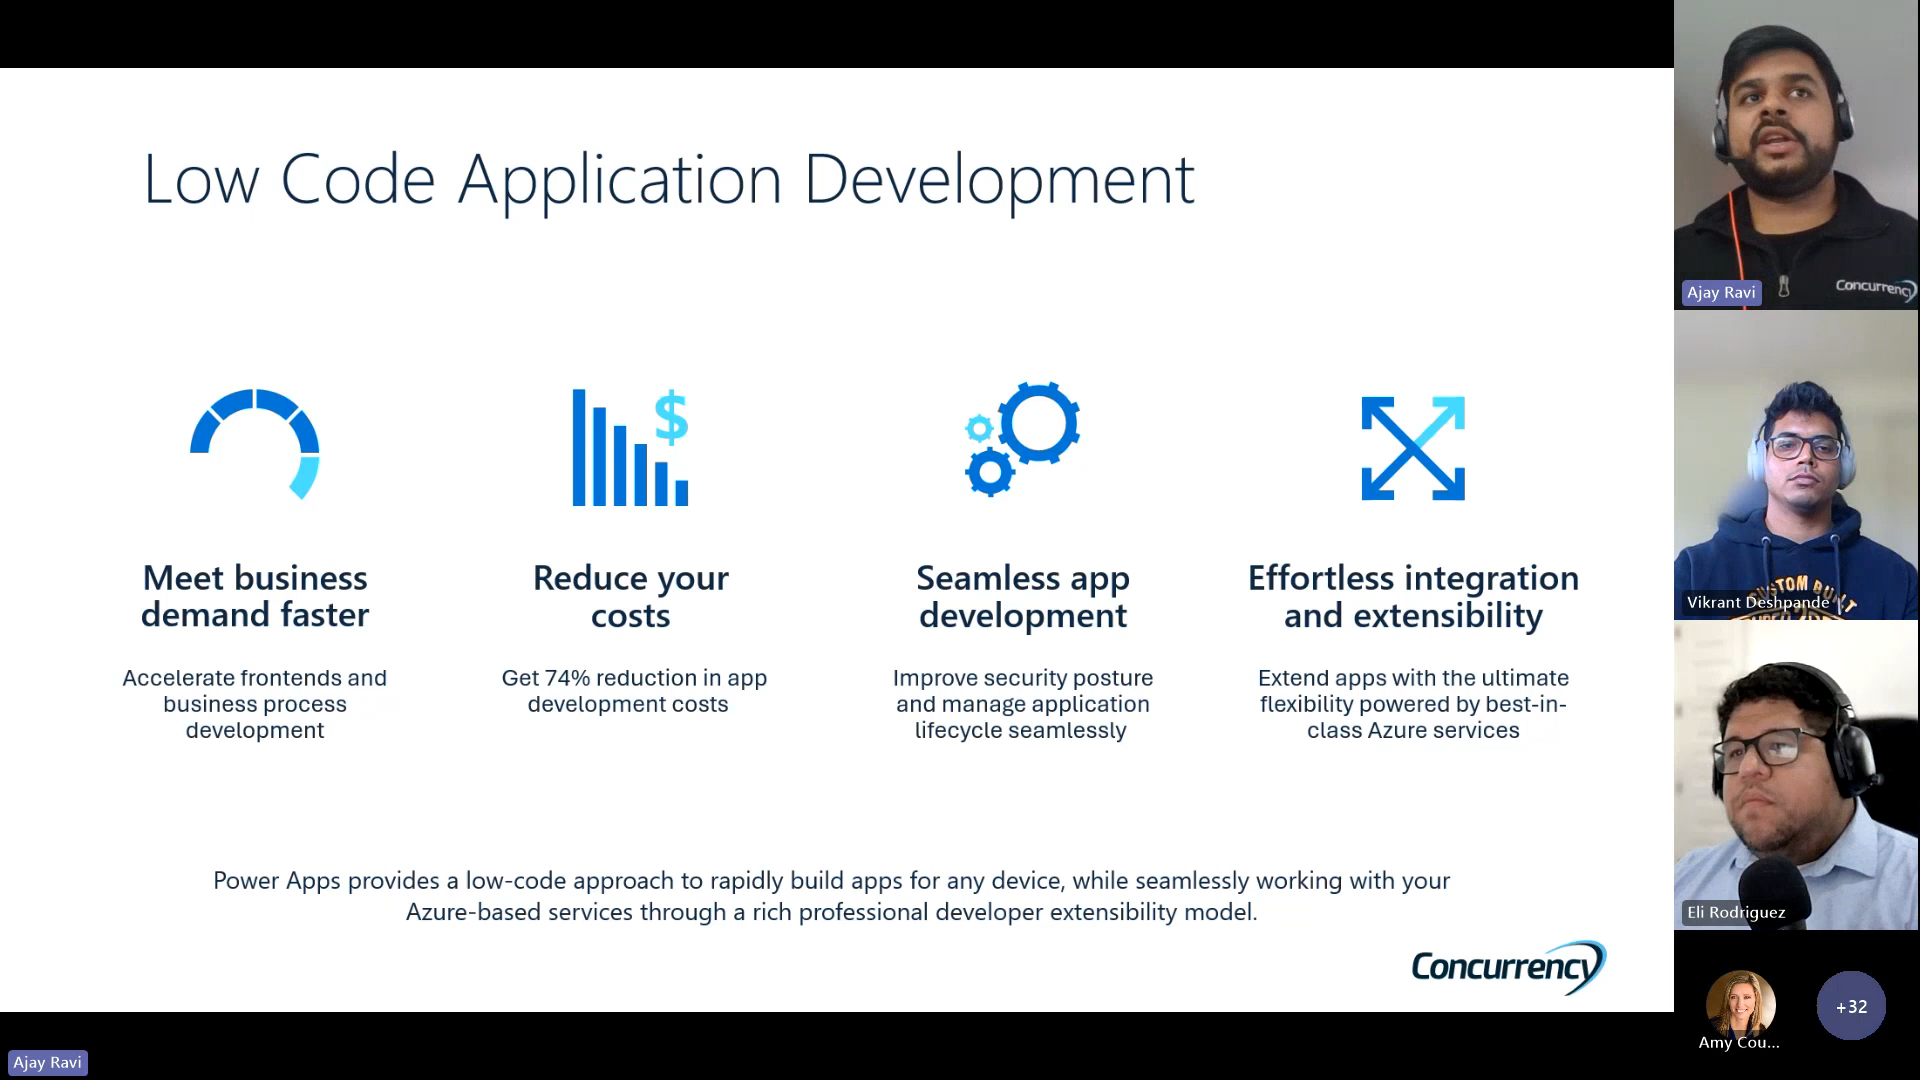 Low Code Application Development
$
Meet business
demand faster
Accelerate frontends and
business process
development
Reduce your
costs
Get 74% reduction in app
development costs
Seamless app
development
Improve security posture
and manage application
lifecycle seamlessly
Effortless integration
and extensibility
Extend apps with the ultimate
flexibility powered by best-in-
class Azure services
Power Apps provides a low-code approach to rapidly build apps for any device, while seamlessly working with your
Azure-based services through a rich professional developer extensibility model.
Concurrency
Ajay Ravi
Concurrency
Ajay Ravi
CUSTOM BUILT
Vikrant Deshpande
Eli Rodriguez
Amy Cou...
+32